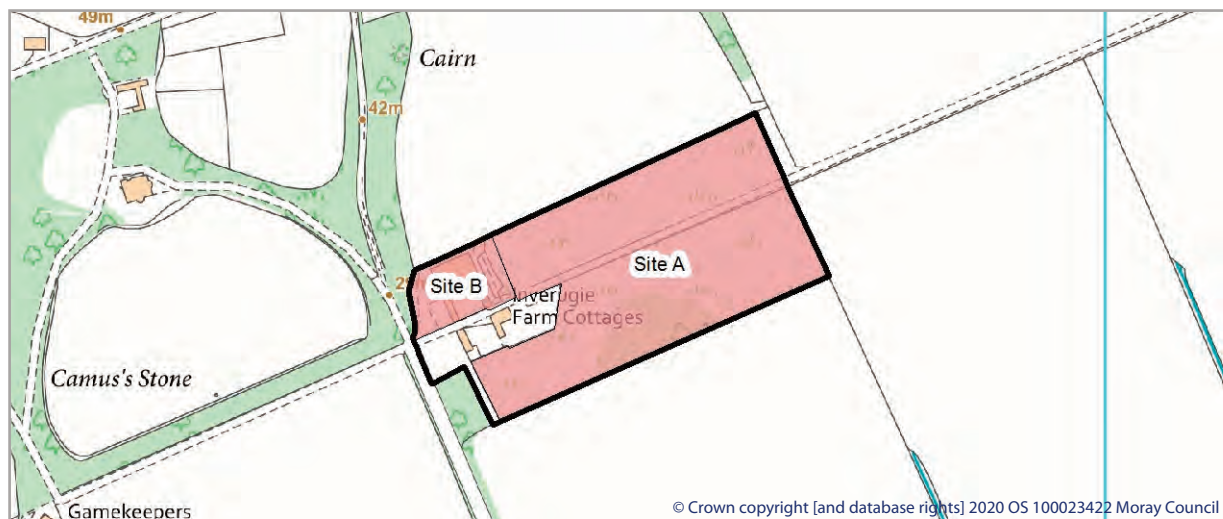 49m
Cairn
42m
Site A
Site B
Inverugie
Farm Cottages
Camus's Stone
Gamekeepers
© Crown copyright [and database rights] 2020 OS 100023422 Moray Council